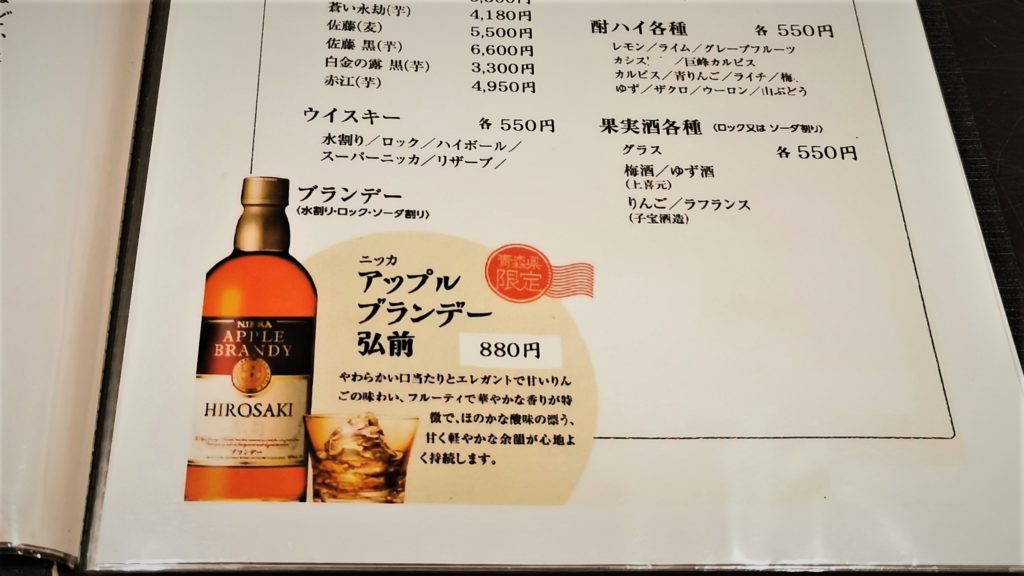 蒼い永劫(芋) 4,180円
佐藤(麦) 5,500円
佐藤 黒(芋) 6,600円
白金の露 黒(芋) 3,300円
赤江(芋) 4,950円
ウイスキー 各 550円
水割り／ロック／ハイボール／
スーパーニッカ／リザーブ／
ブランデー
〈水割り・ロック・ソーダ割り〉
ニッカ
アップル
ブランデー
弘前
880円
青森県
限定
やわらかい口当たりとエレガントで甘いりん
ごの味わい、フルーティで華やかな香りが特
徴で、ほのかな酸味の漂う、
甘く軽やかな余韻が心地よ
く持続します。
NIKKA
APPLE
BRANDY
HIROSAKI
ブランデー
酎ハイ各種 各 550円
レモン／ライム／グレープフルーツ
カシス ／巨峰カルピス
カルピス／青りんご／ライチ／梅
ゆず／ザクロ／ウーロン／山ぶどう
果実酒各種 〈ロック又は ソーダ割り〉
グラス 各 550円
梅酒／ゆず酒
(上喜元)
りんご／ラフランス
(子宝酒造)